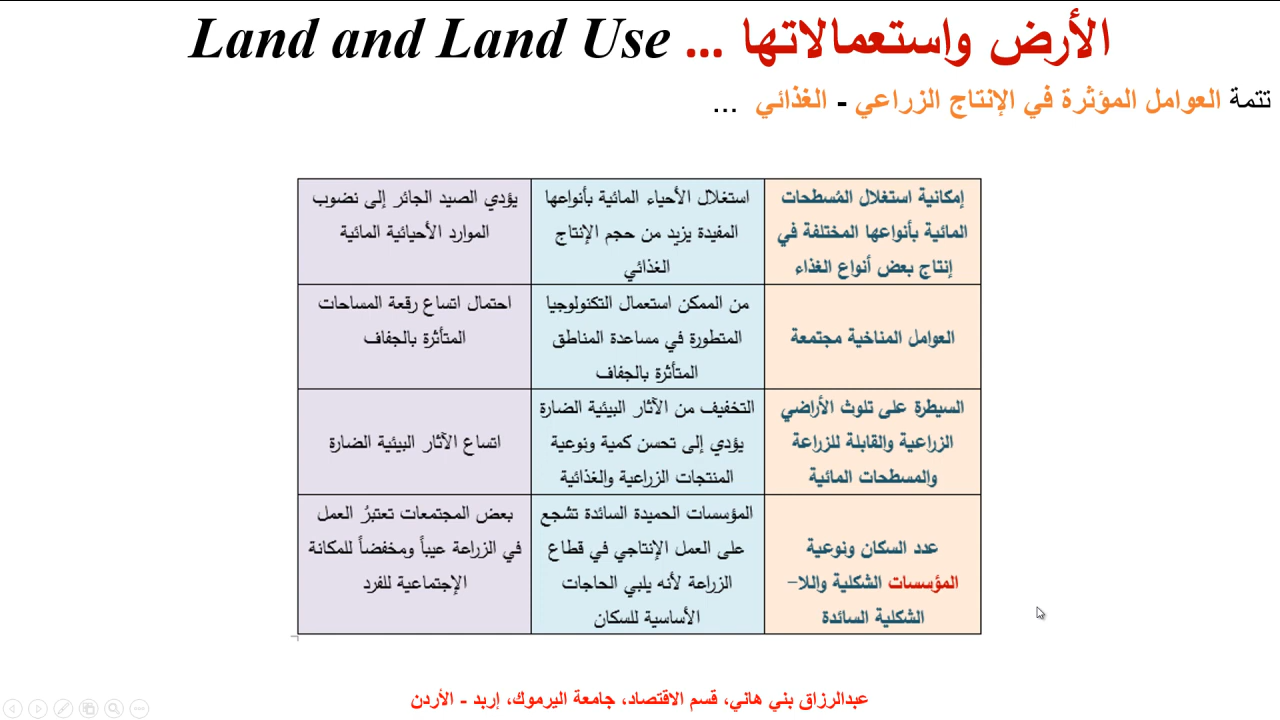 الأرض واستعمالاتها ... Land and Land Use
تتمة العوامل المؤثرة في الإنتاج الزراعي - الغذائي ...
إمكانية استغلال المُسطحات
المائية بأنواعها المختلفة في
إنتاج بعض أنواع الغذاء
استغلال الأحياء المائية بأنواعها
المفيدة يزيد من حجم الإنتاج
الغذائي
يؤدي الصيد الجائر إلى نضوب
الموارد الأحيائية المائية
العوامل المناخية مجتمعة
من الممكن استعمال التكنولوجيا
المتطورة في مساعدة المناطق
المتأثرة بالجفاف
احتمال اتساع رقعة المساحات
المتأثرة بالجفاف
السيطرة على تلوث الأراضي
الزراعية والقابلة للزراعة
والمسطحات المائية
التخفيف من الآثار البيئية الضارة
يؤدي إلى تحسن كمية ونوعية
المنتجات الزراعية والغذائية
اتساع الآثار البيئية الضارة
عدد السكان ونوعية
المؤسسات الشكلية واللا-
الشكلية السائدة
المؤسسات الحميدة السائدة تشجع
على العمل الإنتاجي في قطاع
الزراعة لأنه يلبي الحاجات
الأساسية للسكان
بعض المجتمعات تعتبرُ العمل
في الزراعة عيباً ومخفضاً للمكانة
الإجتماعية للفرد
عبدالرزاق بني هاني، قسم الاقتصاد، جامعة اليرموك، إربد - الأردن